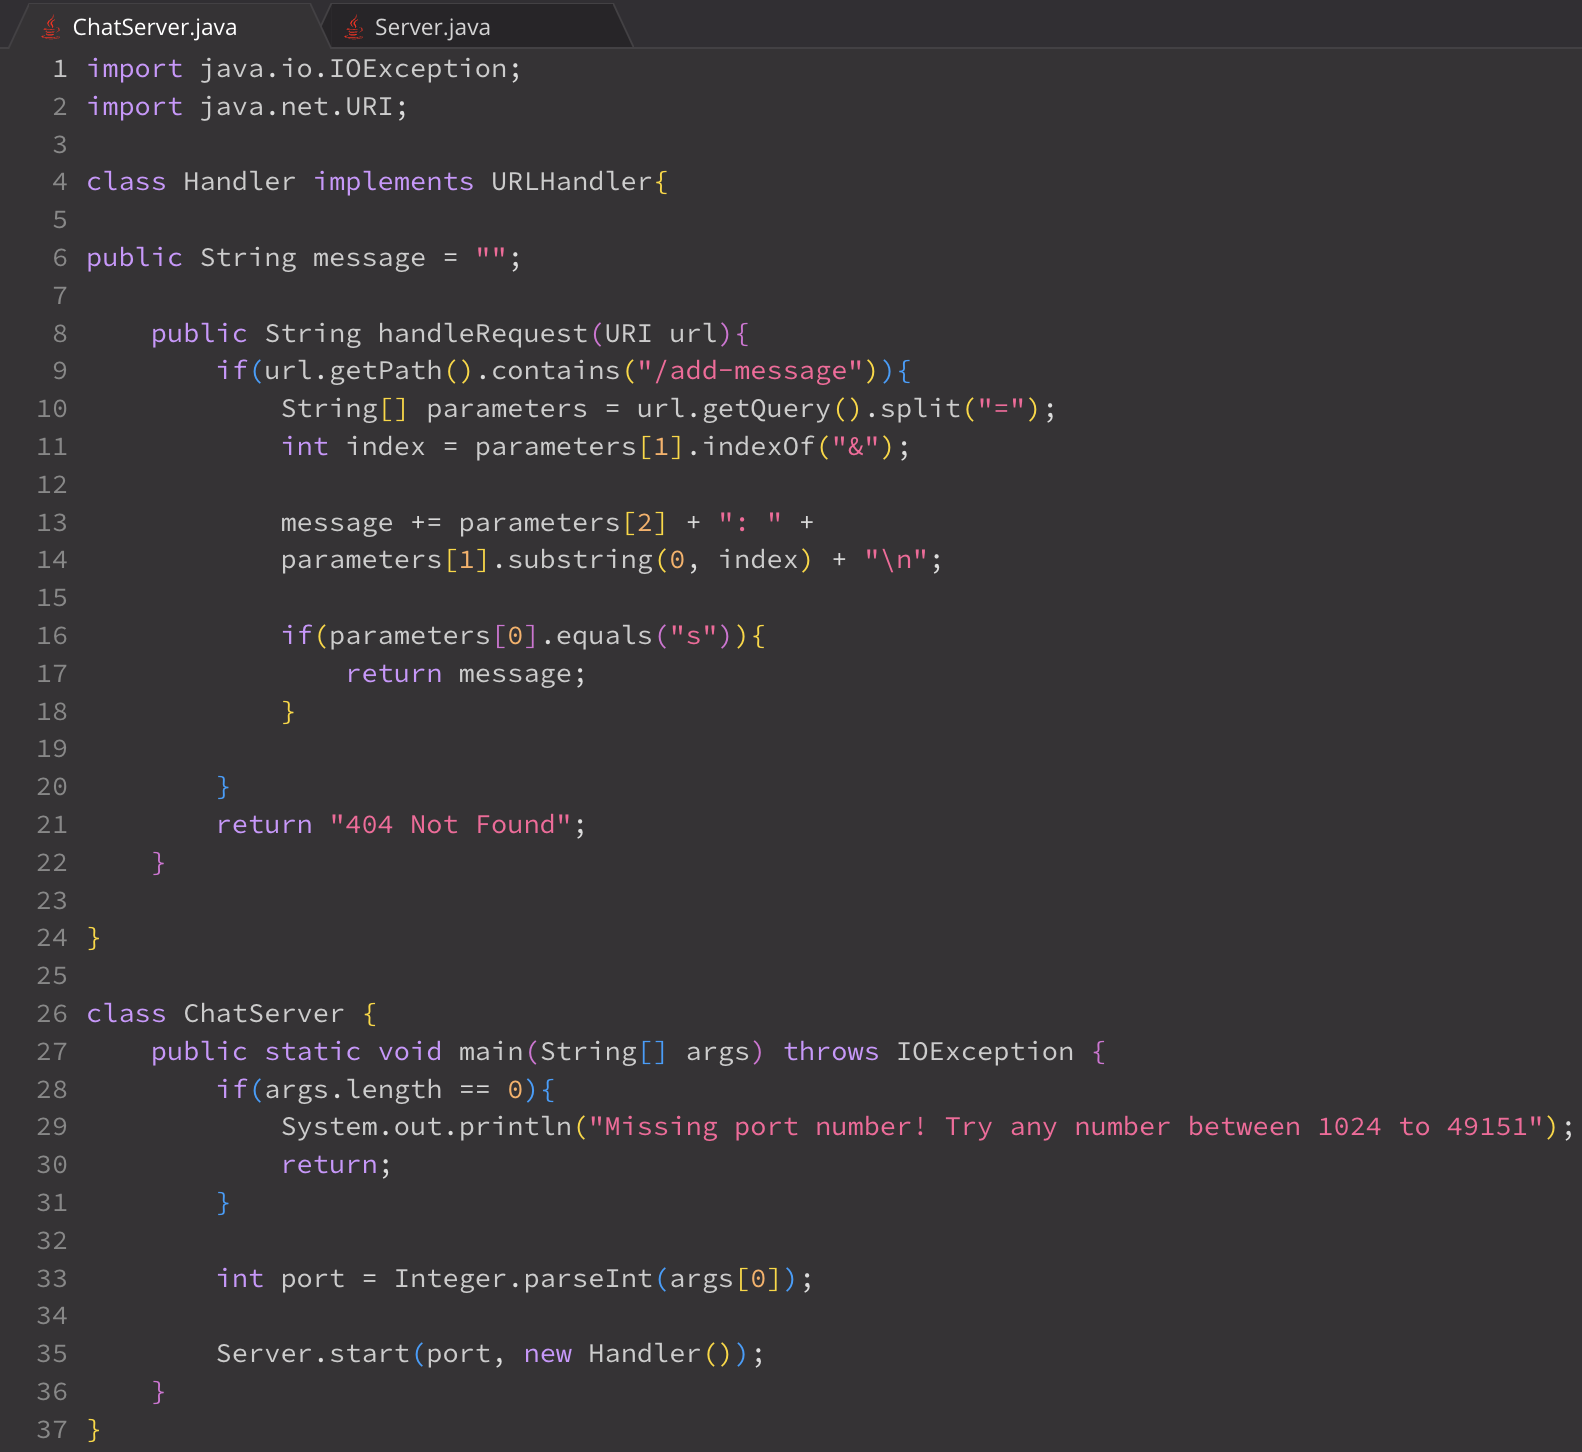 ChatServer.java
Server.java
1 import java.io.IOException;
2 import java.net.URI;
3
4 class Handler implements URLHandler{
5
6 public String message = "";
7
8     public String handleRequest(URI url){
9         if(url.getPath().contains("/add-message")){
10             String[] parameters = url.getQuery().split("=");
11             int index = parameters[1].indexOf("&");
12
13             message += parameters[2] + ": " +
14             parameters[1].substring(0, index) + "\n";
15
16             if(parameters[0].equals("s")){
17                 return message;
18             }
19
20         }
21         return "404 Not Found";
22     }
23
24 }
25
26 class ChatServer {
27     public static void main(String[] args) throws IOException {
28         if(args.length == 0){
29             System.out.println("Missing port number! Try any number between 1024 to 49151");
30             return;
31         }
32
33         int port = Integer.parseInt(args[0]);
34
35         Server.start(port, new Handler());
36     }
37 }